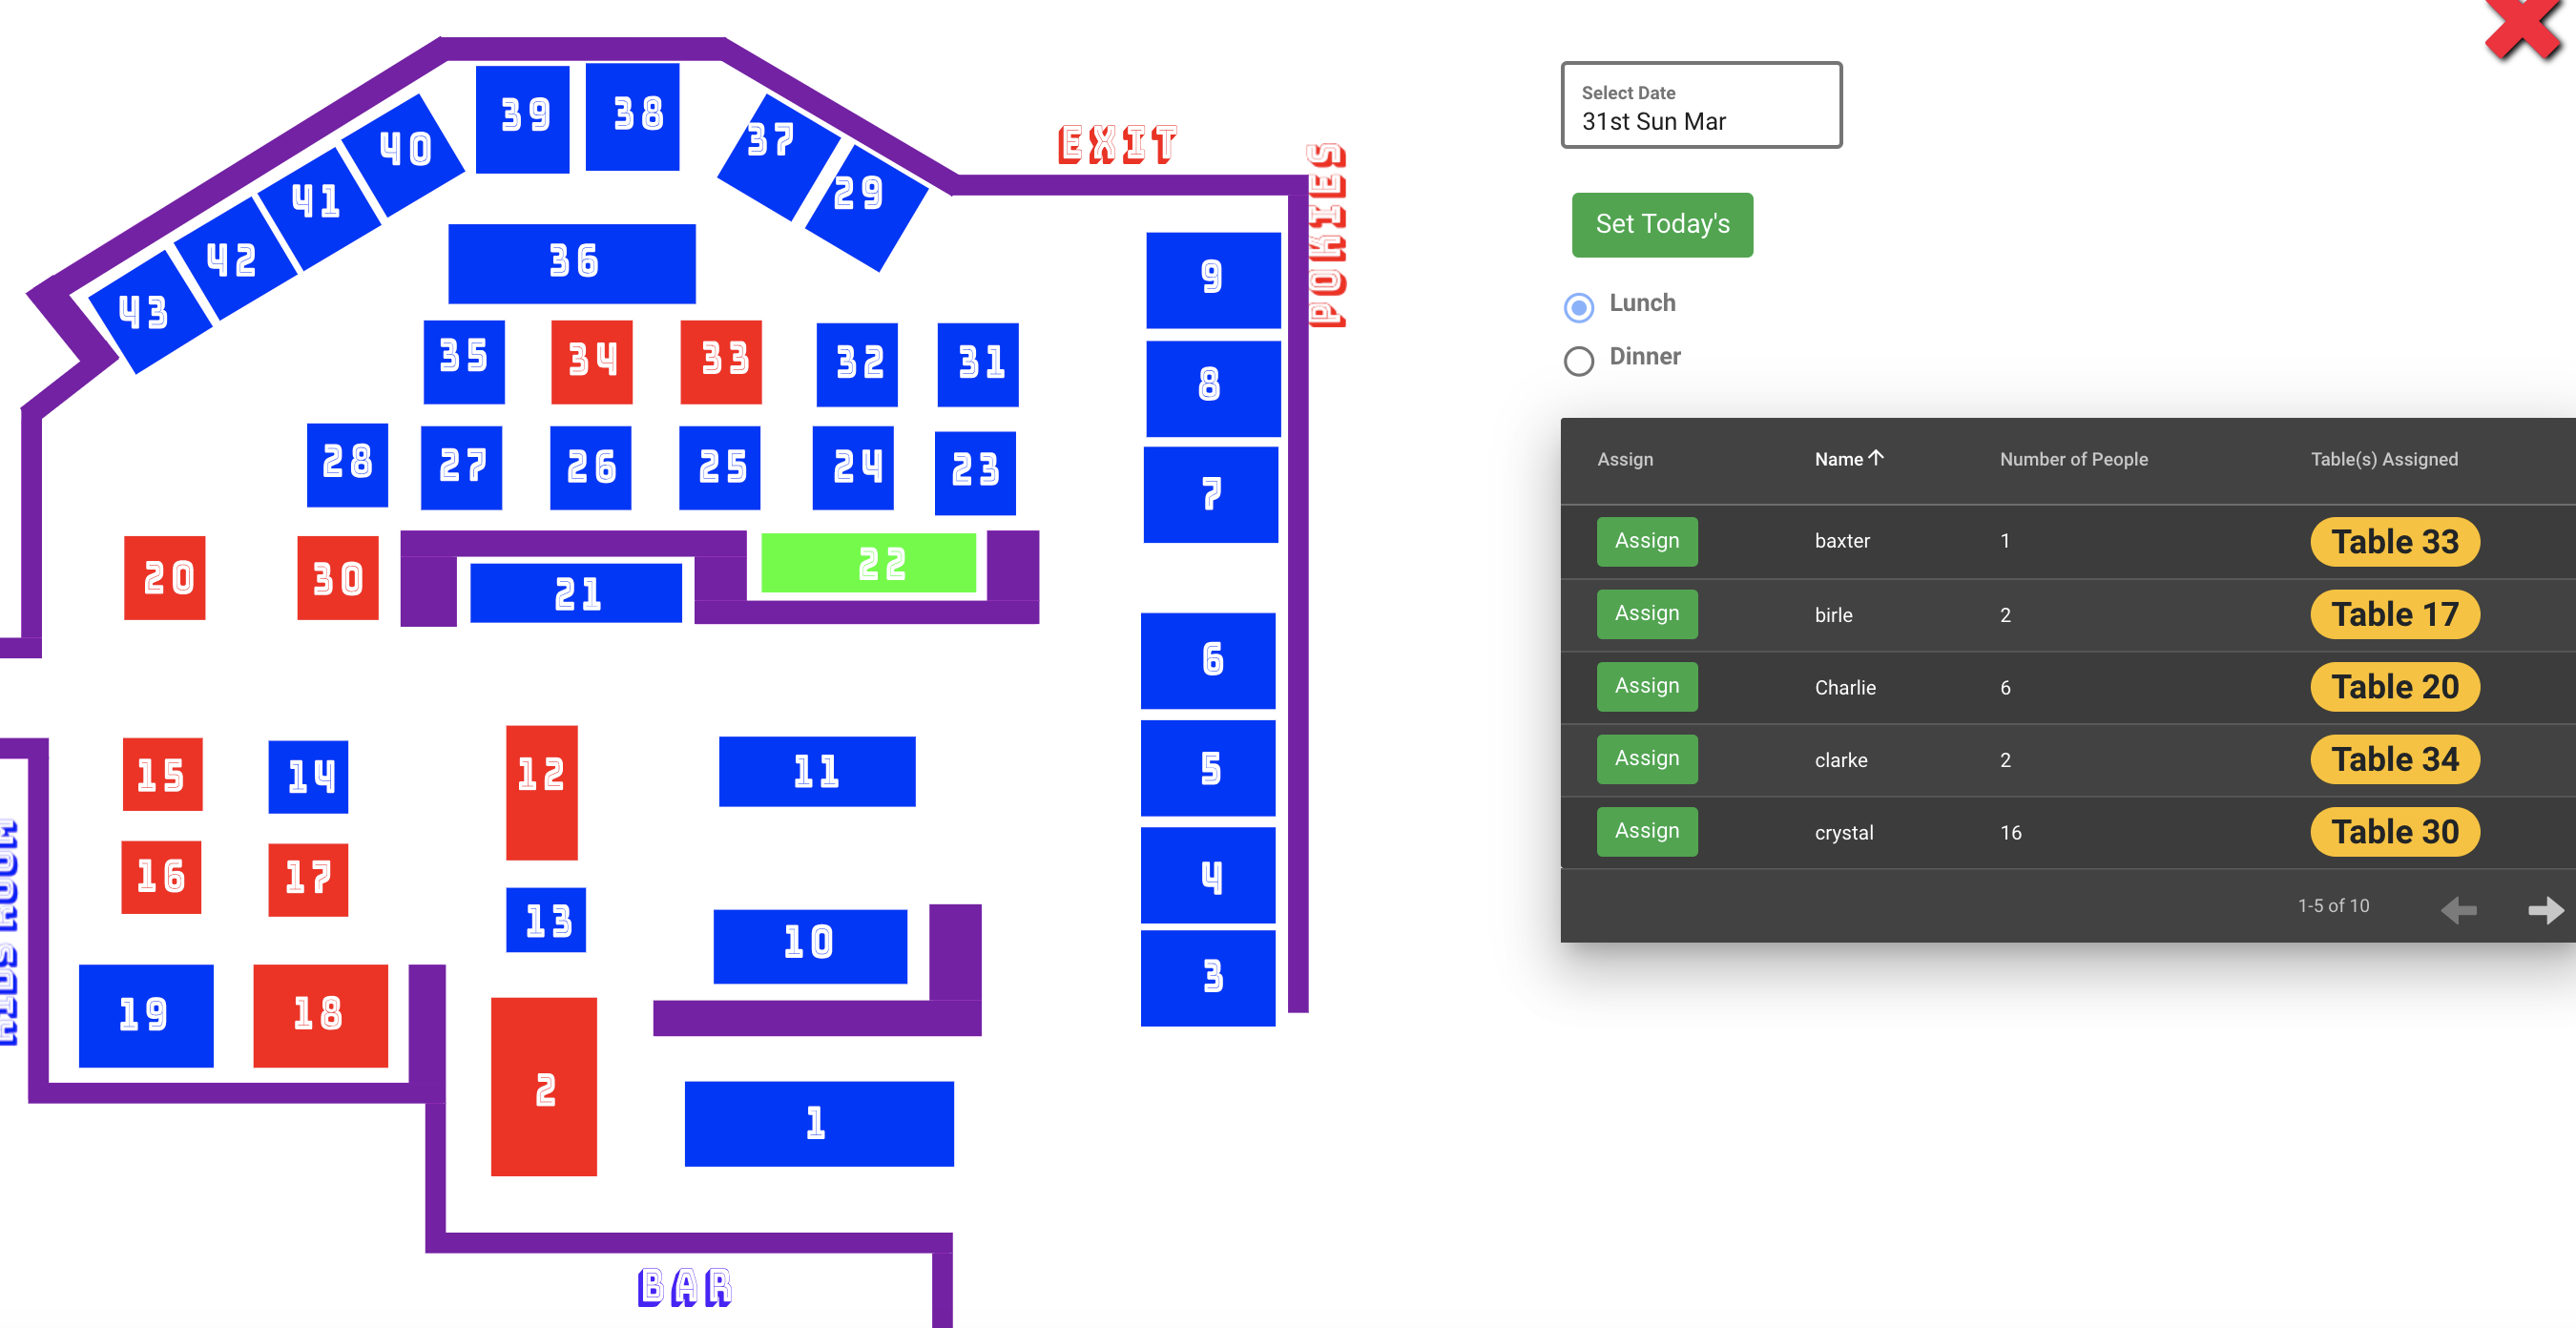 39 38
37
40
29
41
42
43
36
EXIT
POKIES
9
8
7
35 34 33 32 31
28 27 26 25 24 23
20 30 21 22
6
5
4
3
15 14 12 11
16 17
13 10
19 18
2 1
BAR
Select Date
31st Sun Mar
Set Today's
Lunch
Dinner
Assign Name Number of People Table(s) Assigned
Assign baxter 1 Table 33
Assign birle 2 Table 17
Assign Charlie 6 Table 20
Assign clarke 2 Table 34
Assign crystal 16 Table 30
1-5 of 10